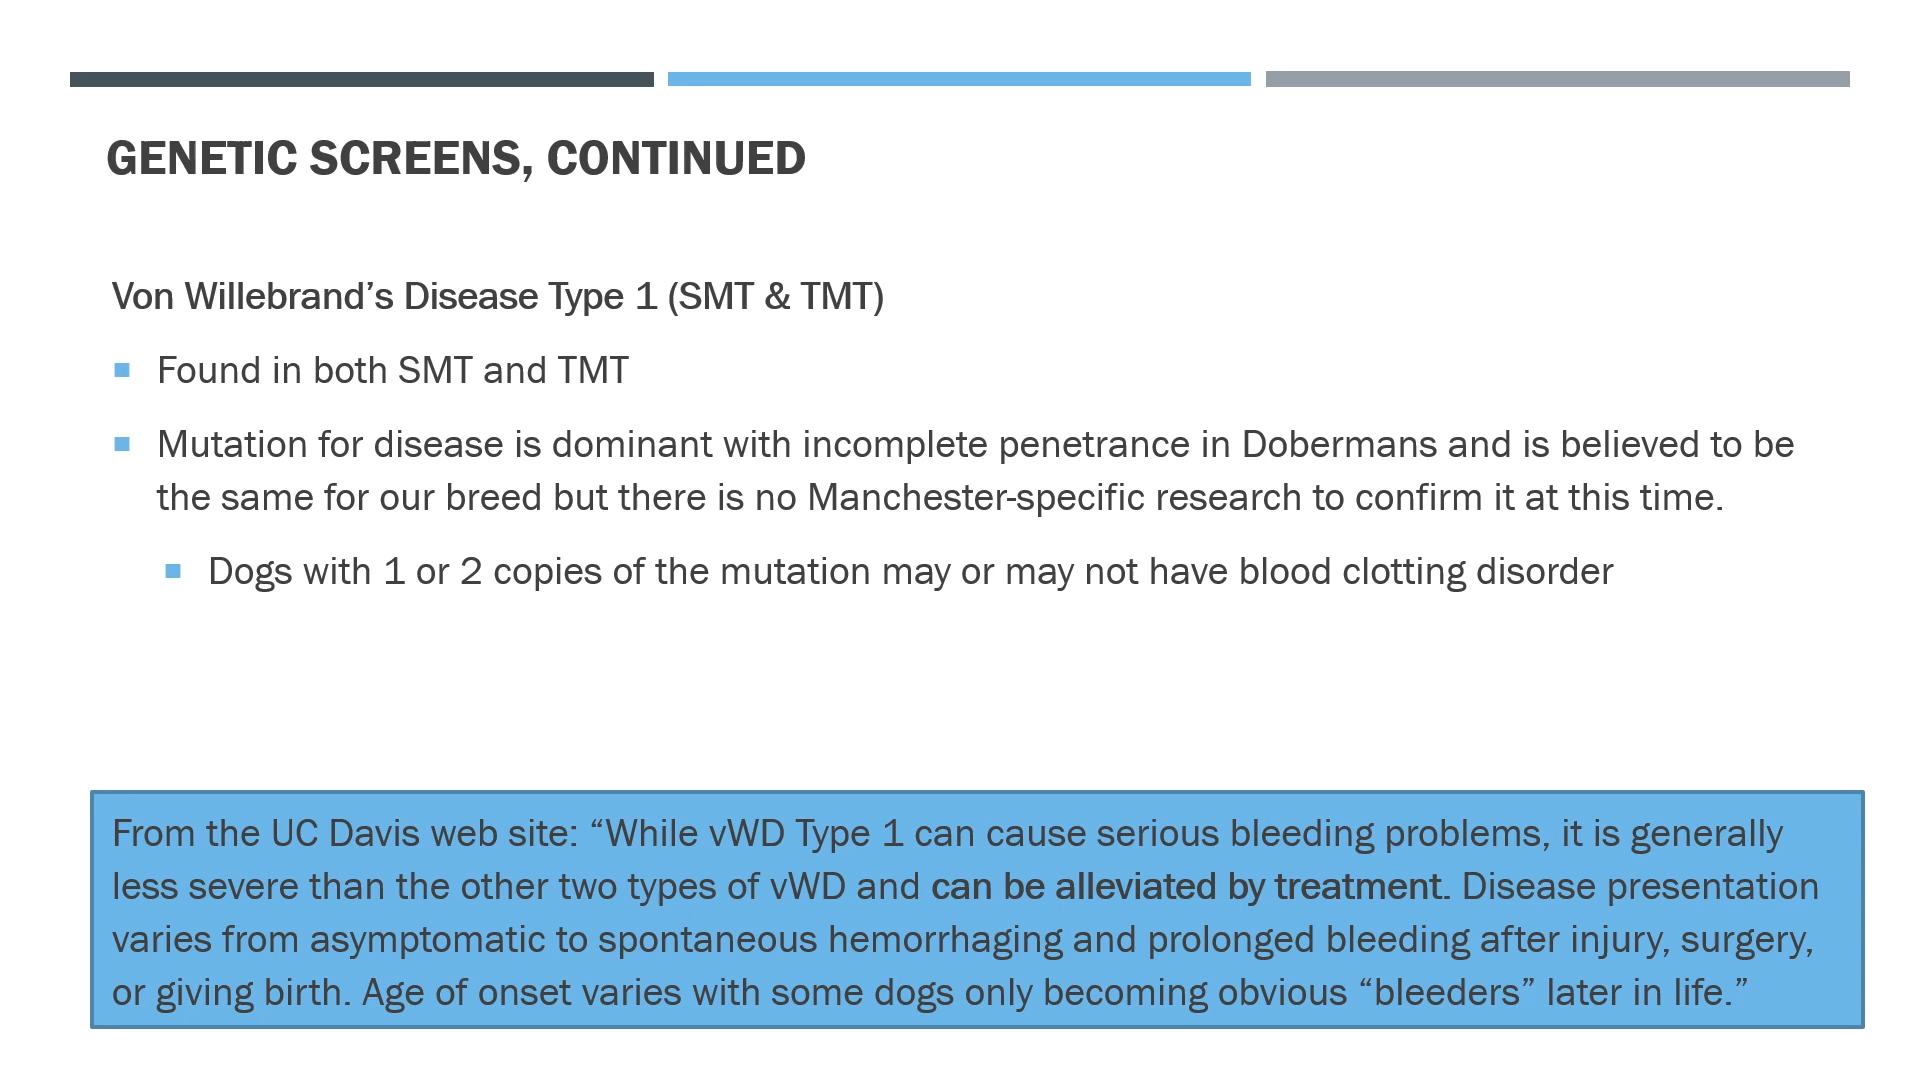 GENETIC SCREENS, CONTINUED
Von Willebrand’s Disease Type 1 (SMT & TMT)
Found in both SMT and TMT
Mutation for disease is dominant with incomplete penetrance in Dobermans and is believed to be
the same for our breed but there is no Manchester-specific research to confirm it at this time.
Dogs with 1 or 2 copies of the mutation may or may not have blood clotting disorder
From the UC Davis web site: “While vWD Type 1 can cause serious bleeding problems, it is generally
less severe than the other two types of vWD and can be alleviated by treatment. Disease presentation
varies from asymptomatic to spontaneous hemorrhaging and prolonged bleeding after injury, surgery,
or giving birth. Age of onset varies with some dogs only becoming obvious “bleeders” later in life.”